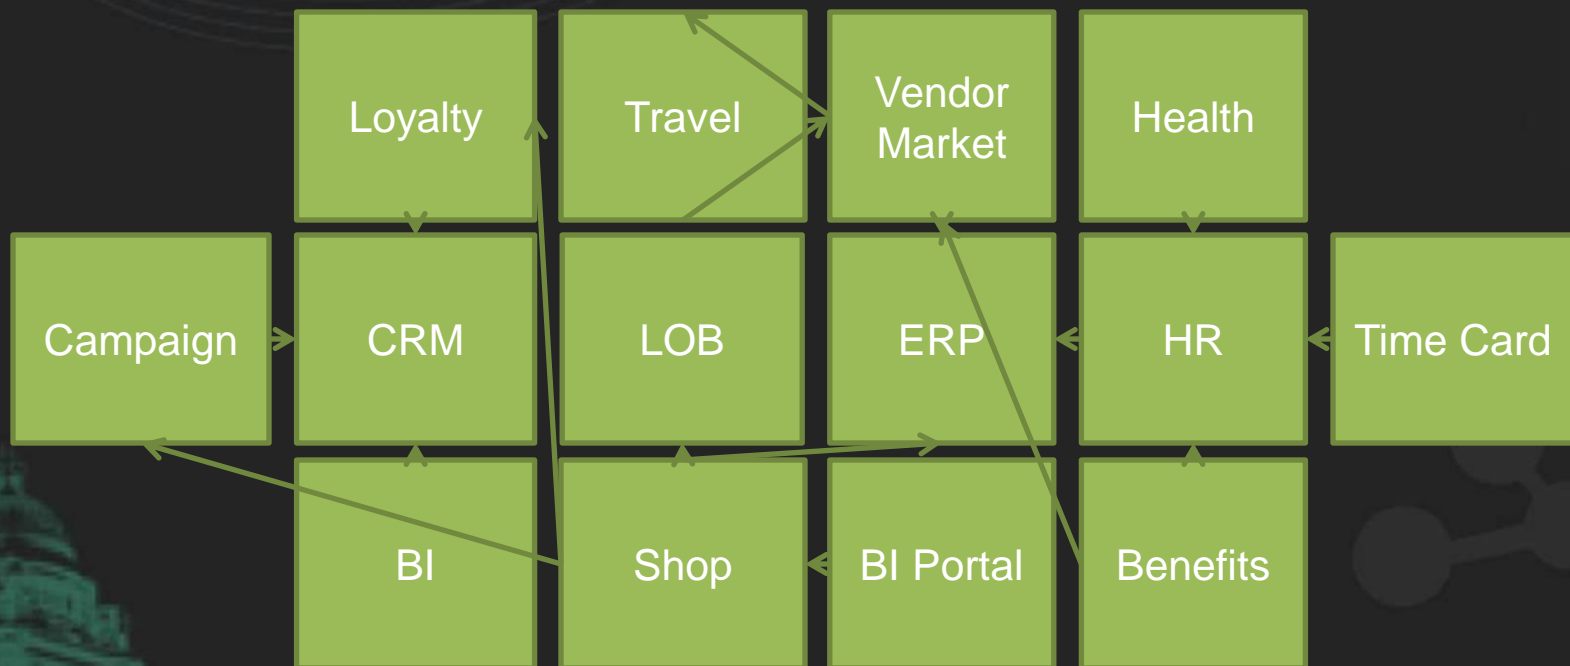 Loyalty
Travel
Vendor
Market
Health
Campaign
CRM
LOB
ERP
HR
Time Card
BI
Shop
BI Portal
Benefits